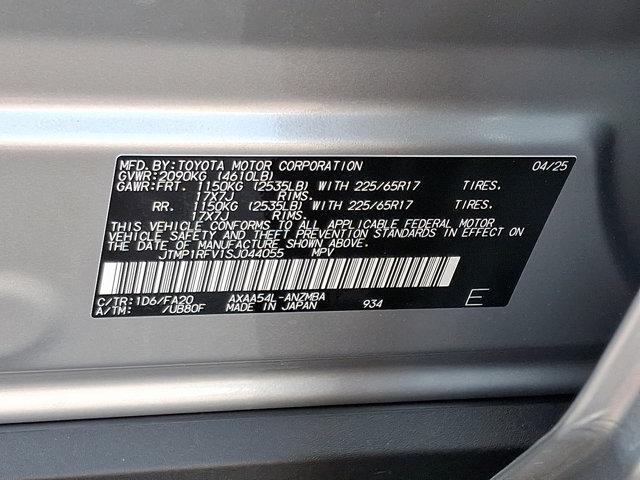 MFD.BY:TOYOTA MOTOR CORPORATION 04/25
GVWR:2090KG (4610LB)
GAWR:FRT. 1150KG (2535LB) WITH 225/65R17 TIRES.
17X7J RIMS.
RR. 1150KG (2535LB) WITH 225/65R17 TIRES.
17X7J RIMS.
THIS VEHICLE CONFORMS TO ALL APPLICABLE FEDERAL MOTOR
VEHICLE SAFETY AND THEFT PREVENTION STANDARDS IN EFFECT ON
THE DATE OF MANUFACTURE SHOWN ABOVE.
JTMP1RFV1SJ044055 MPV
C/TR:1D6/FA20 AXAA54L-ANZMBA
A/TM: /UB80F MADE IN JAPAN 934 E